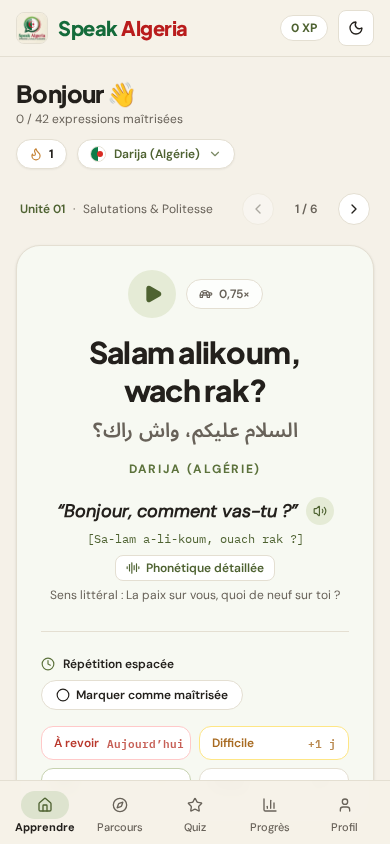 Speak Algeria
0 XP
Bonjour 👋
0 / 42 expressions maîtrisées
1
Darija (Algérie)
Unité 01 · Salutations & Politesse
1 / 6
0,75×
Salam alikoum,
wach rak?
السلام عليكم، واش راك؟
DARIJA (ALGÉRIE)
“Bonjour, comment vas-tu ?”
[Sa-lam a-li-koum, ouach rak ?]
Phonétique détaillée
Sens littéral : La paix sur vous, quoi de neuf sur toi ?
Répétition espacée
Marquer comme maîtrisée
À revoir Aujourd’hui
Difficile +1 j
Apprendre
Parcours
Quiz
Progrès
Profil